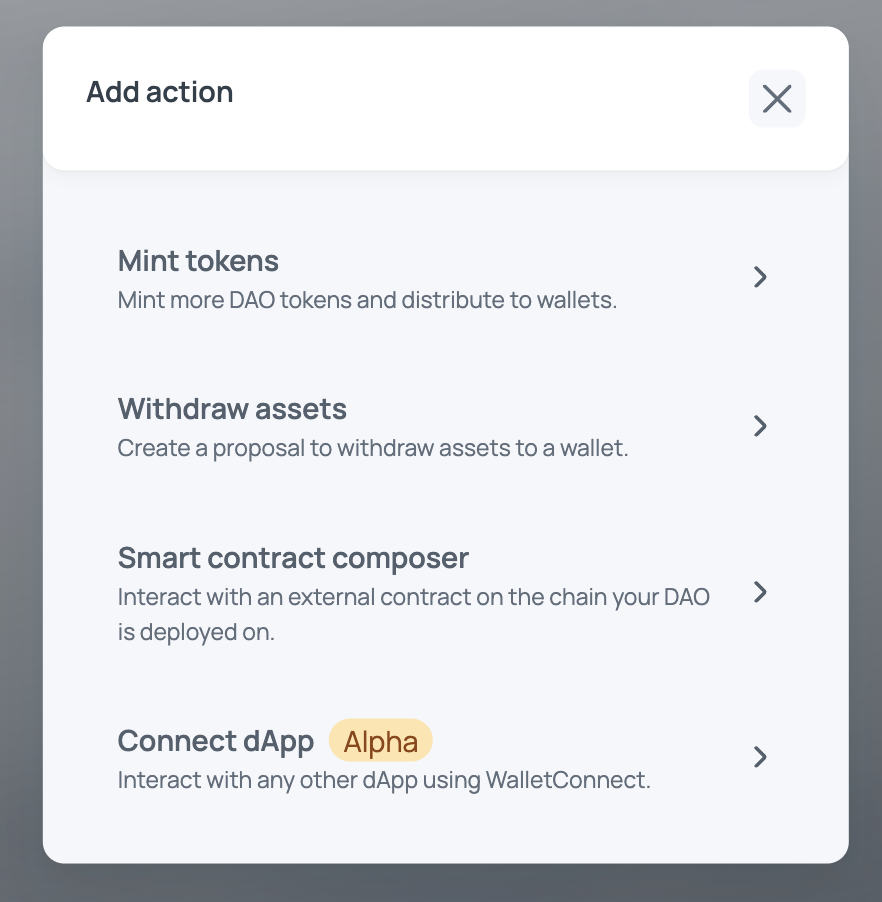 Add action
Mint tokens
Mint more DAO tokens and distribute to wallets.
Withdraw assets
Create a proposal to withdraw assets to a wallet.
Smart contract composer
Interact with an external contract on the chain your DAO
is deployed on.
Connect dApp Alpha
Interact with any other dApp using WalletConnect.